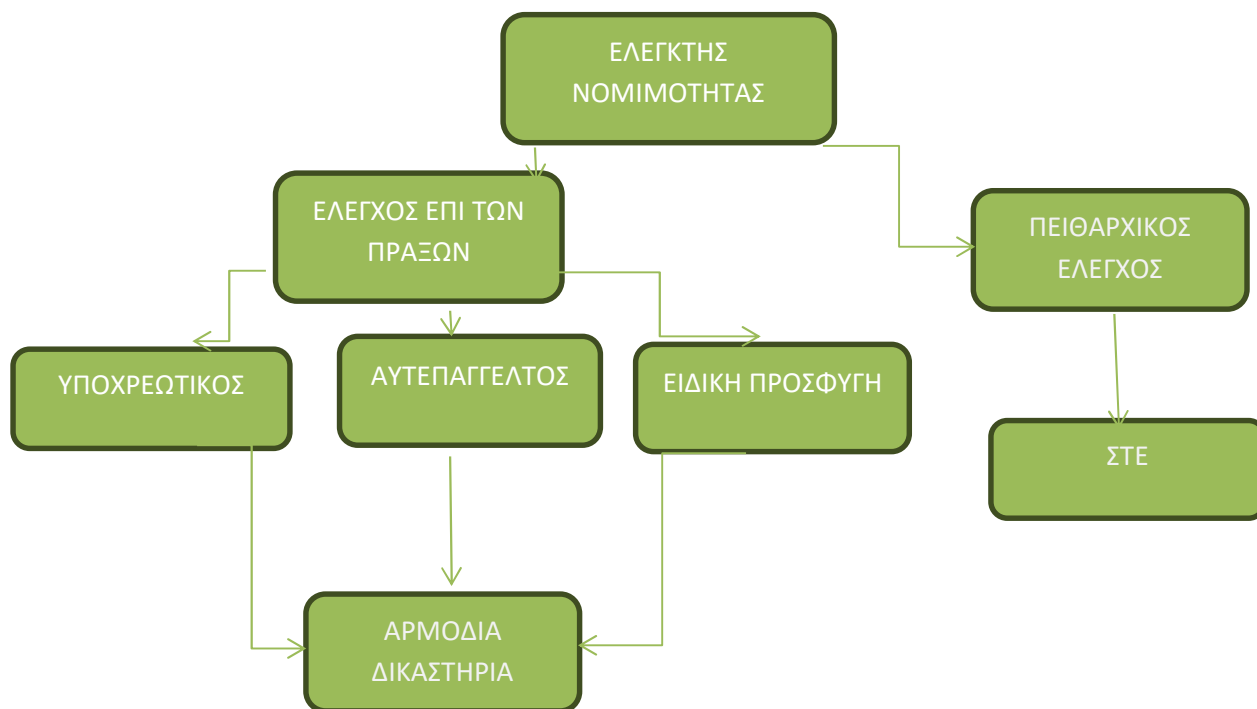 ΕΛΕΓΚΤΗΣ
ΝΟΜΙΜΟΤΗΤΑΣ
ΕΛΕΓΧΟΣ ΕΠΙ ΤΩΝ
ΠΡΑΞΩΝ
ΠΕΙΘΑΡΧΙΚΟΣ
ΕΛΕΓΧΟΣ
ΥΠΟΧΡΕΩΤΙΚΟΣ
ΑΥΤΕΠΑΓΓΕΛΤΟΣ
ΕΙΔΙΚΗ ΠΡΟΣΦΥΓΗ
ΣΤΕ
ΑΡΜΟΔΙΑ
ΔΙΚΑΣΤΗΡΙΑ